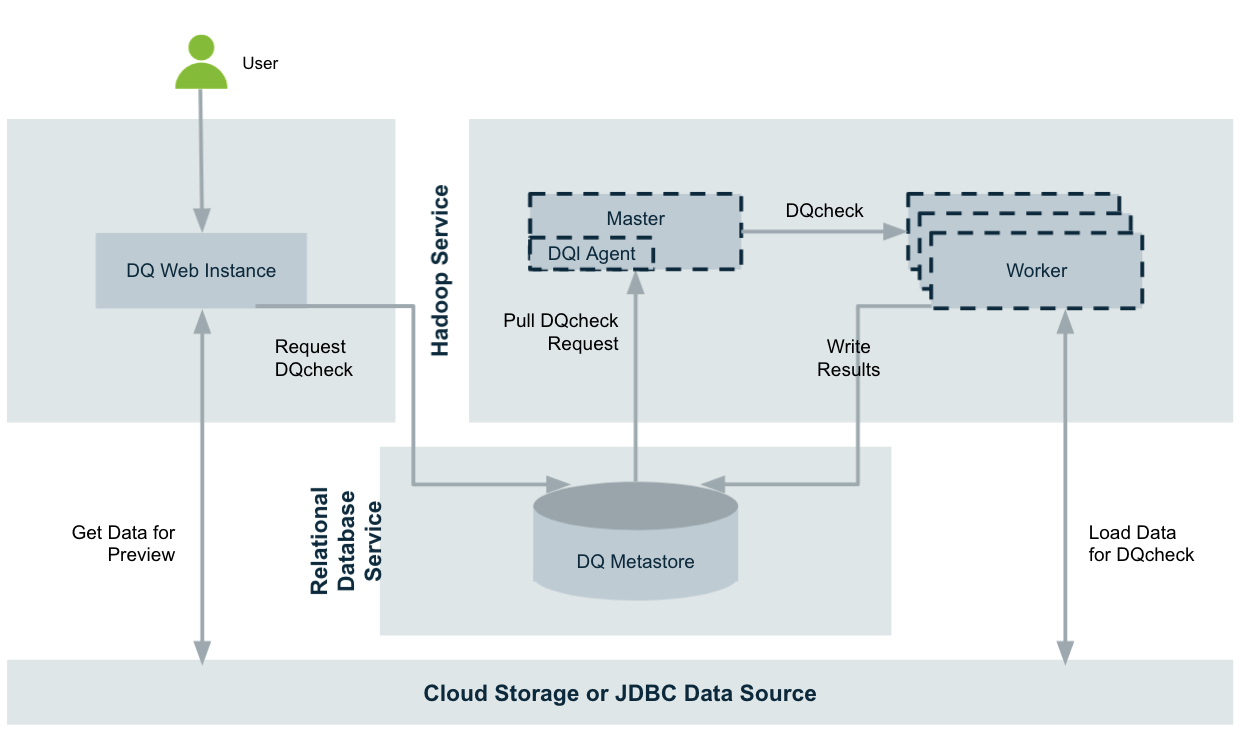 User
Hadoop Service
Master
DQl Agent
DQcheck
Worker
DQ Web Instance
Request
DQcheck
Pull DQcheck
Request
Write
Results
Relational
Database
Service
DQ Metastore
Get Data for
Preview
Load Data
for DQcheck
Cloud Storage or JDBC Data Source